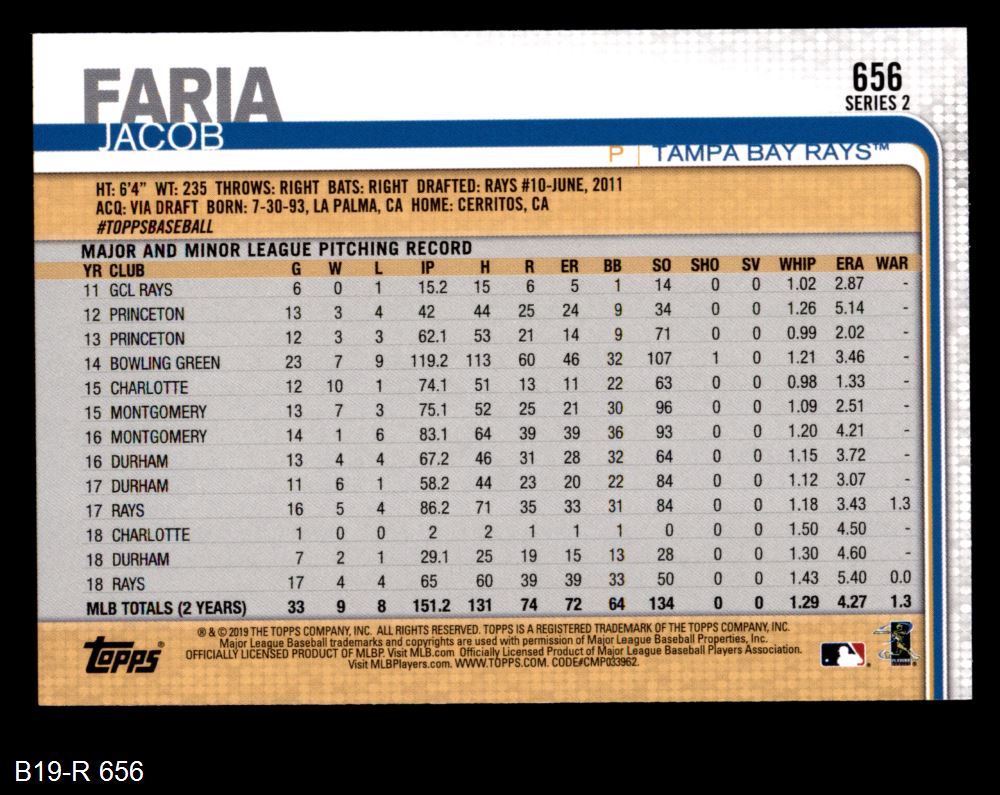 FARIA
JACOB
656
SERIES 2
P | TAMPA BAY RAYS™
HT: 6'4" WT: 235 THROWS: RIGHT BATS: RIGHT DRAFTED: RAYS #10-JUNE, 2011
ACQ: VIA DRAFT BORN: 7-30-93, LA PALMA, CA HOME: CERRITOS, CA
#TOPPSBASEBALL
MAJOR AND MINOR LEAGUE PITCHING RECORD
YR CLUB G W L IP H R ER BB SO SHO SV WHIP ERA WAR
11 GCL RAYS 6 0 1 15.2 15 6 5 1 14 0 0 1.02 2.87 -
12 PRINCETON 13 3 4 42 44 25 24 9 34 0 0 1.26 5.14 -
13 PRINCETON 12 3 3 62.1 53 21 14 9 71 0 0 0.99 2.02 -
14 BOWLING GREEN 23 7 9 119.2 113 60 46 32 107 1 0 1.21 3.46 -
15 CHARLOTTE 12 10 1 74.1 51 13 11 22 63 0 0 0.98 1.33 -
15 MONTGOMERY 13 7 3 75.1 52 25 21 30 96 0 0 1.09 2.51 -
16 MONTGOMERY 14 1 6 83.1 64 39 39 36 93 0 0 1.20 4.21 -
16 DURHAM 13 4 4 67.2 46 31 28 32 64 0 0 1.15 3.72 -
17 DURHAM 11 6 1 58.2 44 23 20 22 84 0 0 1.12 3.07 -
17 RAYS 16 5 4 86.2 71 35 33 31 84 0 0 1.18 3.43 1.3
18 CHARLOTTE 1 0 0 2 2 1 1 1 0 0 0 1.50 4.50 -
18 DURHAM 7 2 1 29.1 25 19 15 13 28 0 0 1.30 4.60 -
18 RAYS 17 4 4 65 60 39 39 33 50 0 0 1.43 5.40 0.0
MLB TOTALS (2 YEARS) 33 9 8 151.2 131 74 72 64 134 0 0 1.29 4.27 1.3
Topps®
® & © 2019 THE TOPPS COMPANY, INC. ALL RIGHTS RESERVED. TOPPS IS A REGISTERED TRADEMARK OF THE TOPPS COMPANY, INC.
Major League Baseball trademarks and copyrights are used with permission of Major League Baseball Properties, Inc.
OFFICIALLY LICENSED PRODUCT OF MLBP. Visit MLB.com Officially Licensed Product of Major League Baseball Players Association.
Visit MLBPlayers.com. WWW.TOPPS.COM. CODE#CMP033962.
B19-R 656